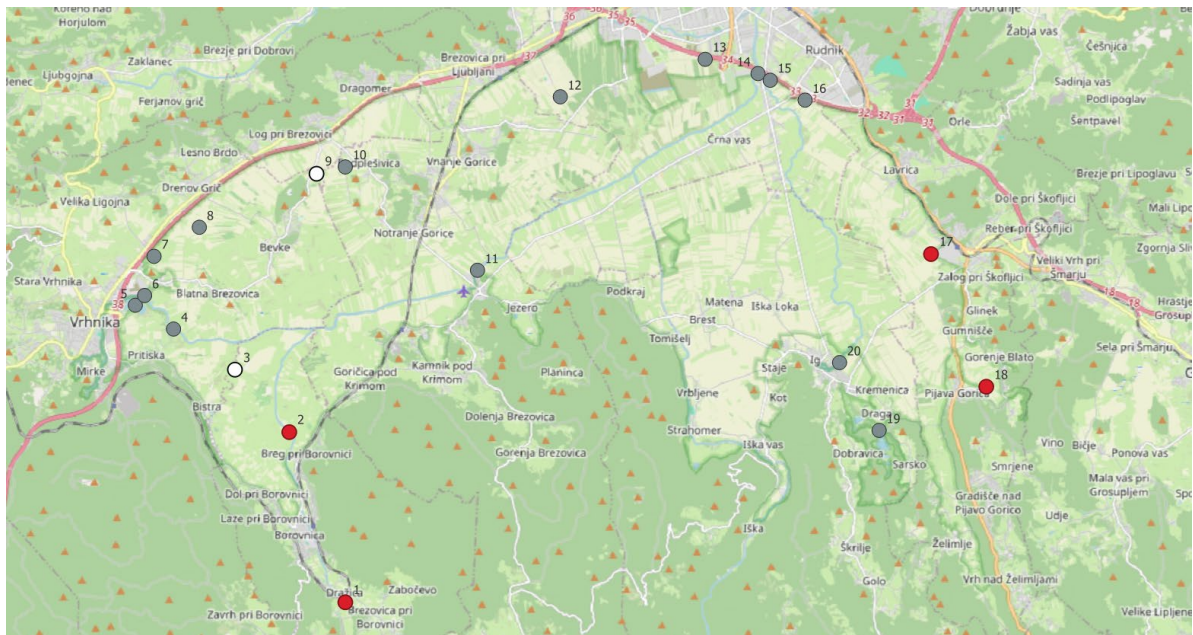 Koreno nad
Horjulom
Brezje pri Dobrovi
Zaklanec
Ljubgojna
Ferjanov grič
Dragomer
Brezovica pri
Ljubljani
Log pri Brezovici
Lesno Brdo
Drenov Grič
Velika Ligojna
Stara Vrhnika
Vrhnika
Mirke
Pritiska
Bistra
Blatna Brezovica
Bevke
Vnanje Gorice
Notranje Gorice
Goričica pod
Krimom
Kamnik pod
Krimom
Jezero
Podkraj
Planinca
Dolenja Brezovica
Gorenja Brezovica
Breg pri Borovnici
Dol pri Borovnici
Laze pri Borovnici
Borovnica
Dražica
Zabočevo
Zavrh pri Borovnici
Brezovica pri
Borovnici
Rudnik
Črna vas
Lavrica
Orle
Žabja vas
Češnjica
Sadinja vas
Podlipoglav
Šentpavel
Brezje pri Lipoglavu
Dole pri Škofljici
Mali Lipo
Reber pri Škofljici
Zgornja Sliv
Veliki Vrh pri
Šmarju
Zalog pri Škofljici
Glinek
Gumnišče
Gorenje Blato
Pijava Gorica
Hrastje
Grosuplje
Sela pri Šmarju
Matena
Iška Loka
Brest
Tomišelj
Vrbljene
Strahomer
Staje
Kot
Ig
Iška vas
Iška
Kremenica
Draga
Dobravica
Sarsko
Škrilje
Golo
Smrjene
Vino
Bičje
Ponova vas
Mala vas pri
Grosupljem
Gradišče nad
Pijavo Gorico
Udje
Želimlje
Vrh nad Želimljami
Velike Lipljene
1
2
3
4
5
6
7
8
9
10
11
12
13
14
15
16
17
18
19
20